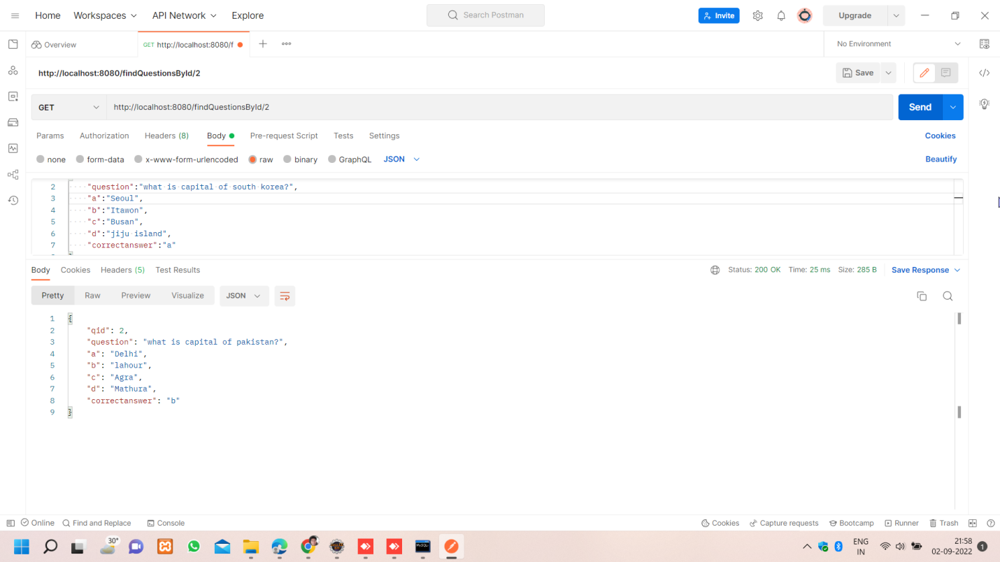 Home Workspaces API Network Explore Search Postman Invite Upgrade
Overview GET http://localhost:8080/f No Environment
http://localhost:8080/findQuestionsById/2 Save
GET http://localhost:8080/findQuestionsById/2 Send
Params Authorization Headers (8) Body Pre-request Script Tests Settings Cookies
none form-data x-www-form-urlencoded raw binary GraphQL JSON Beautify
2 "question":"what is capital of south korea?",
3 "a":"Seoul",
4 "b":"Itawon",
5 "c":"Busan",
6 "d":"jiju island",
7 "correctanswer":"a"
Body Cookies Headers (5) Test Results Status: 200 OK Time: 25 ms Size: 285 B Save Response
Pretty Raw Preview Visualize JSON
1 {
2 "qid": 2,
3 "question": "what is capital of pakistan?",
4 "a": "Delhi",
5 "b": "lahour",
6 "c": "Agra",
7 "d": "Mathura",
8 "correctanswer": "b"
9 }
Online Find and Replace Console Cookies Capture requests Bootcamp Runner Trash
30° MySQL ENG 21:58
IN 02-09-2022 1